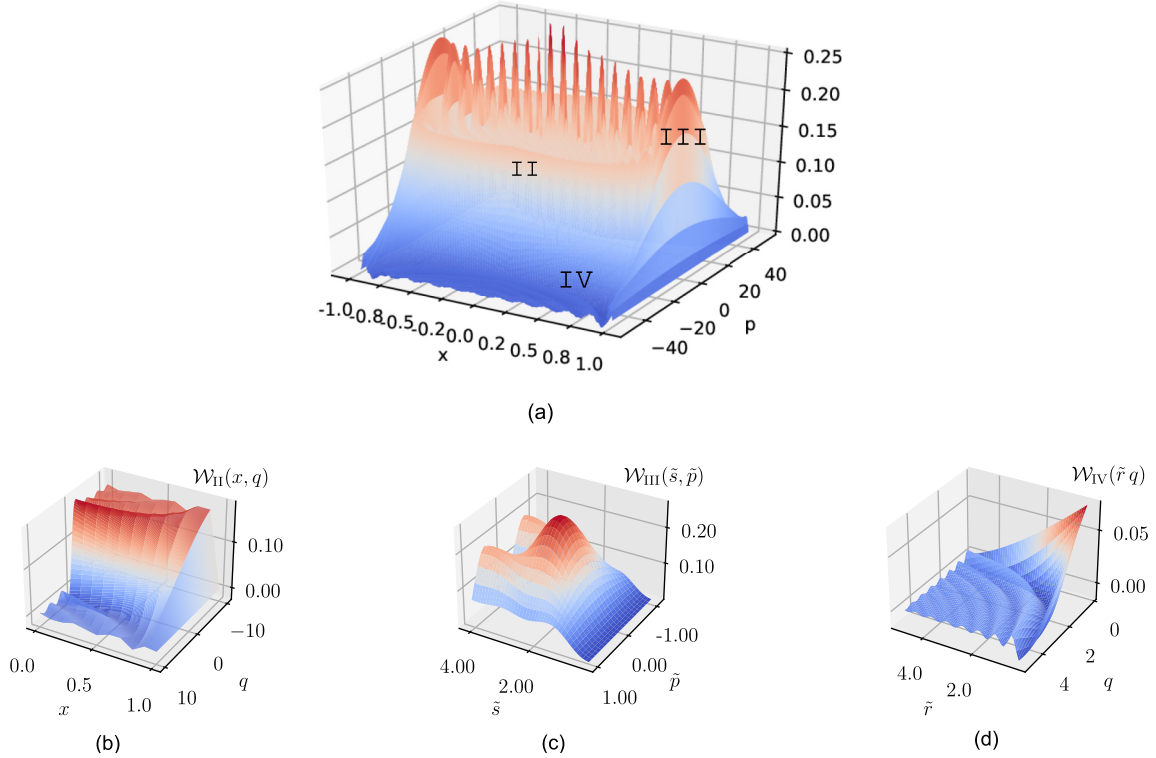 0.25
0.20
0.15
0.10
0.05
0.00
III
II
IV
40
20
0
−20
−40
p
-1.0
-0.8
-0.5
-0.2
0.0
0.2
0.5
0.8
1.0
x
(a)
𝒲II(x, q)
0.10
0.00
−10
0
10
q
0.0
0.5
1.0
x
(b)
𝒲III(s̃, p̃)
0.20
0.10
-1.00
0.00
1.00
p̃
4.00
2.00
s̃
(c)
𝒲IV(r̃ q)
0.05
0.00
0
2
4
q
4.0
2.0
r̃
(d)